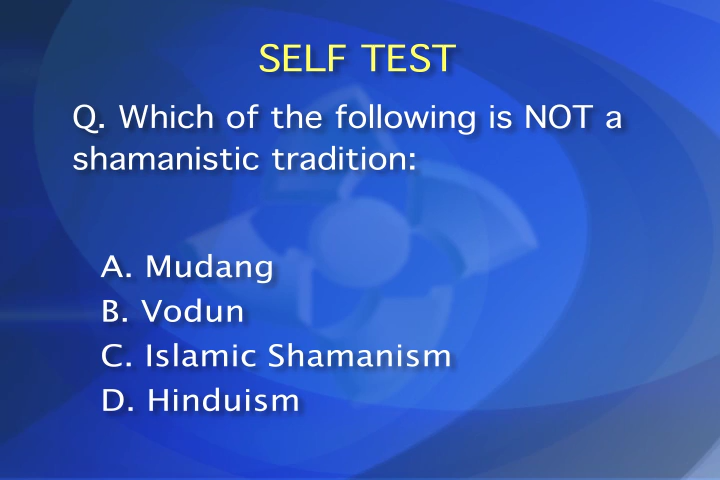 SELF TEST
Q. Which of the following is NOT a
shamanistic tradition:
A. Mudang
B. Vodun
C. Islamic Shamanism
D. Hinduism